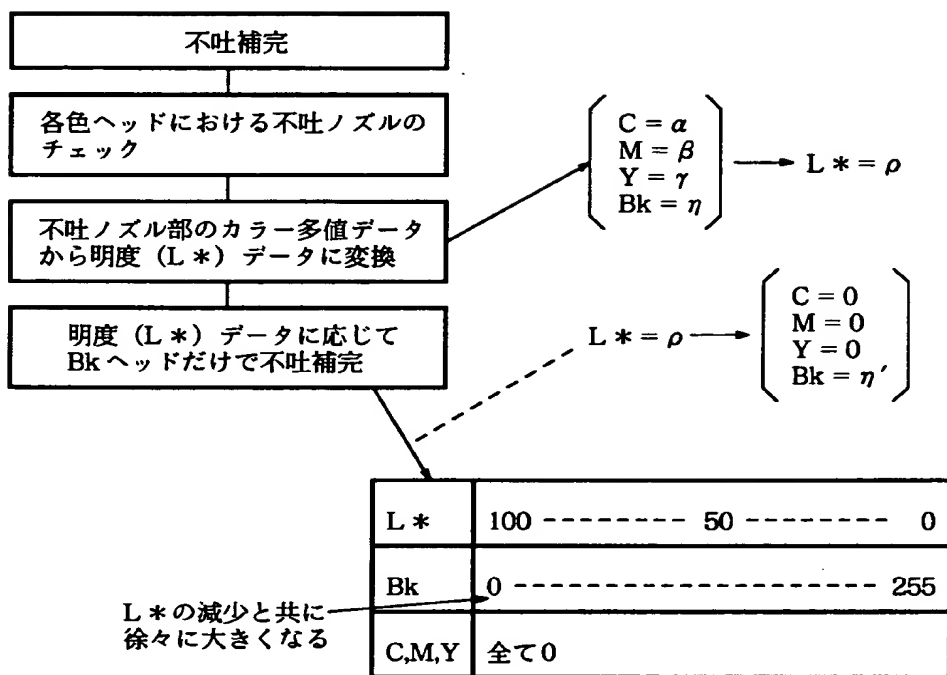 不吐補完
各色ヘッドにおける不吐ノズルの
チェック
不吐ノズル部のカラー多値データ
から明度（L＊）データに変換
明度（L＊）データに応じて
Bkヘッドだけで不吐補完
C = α
M = β
Y = γ
Bk = η
L＊ = ρ
L＊ = ρ
C = 0
M = 0
Y = 0
Bk = η′
L＊ 100 -------- 50 -------- 0
Bk 0 ------------------ 255
C,M,Y 全て0
L＊の減少と共に
徐々に大きくなる